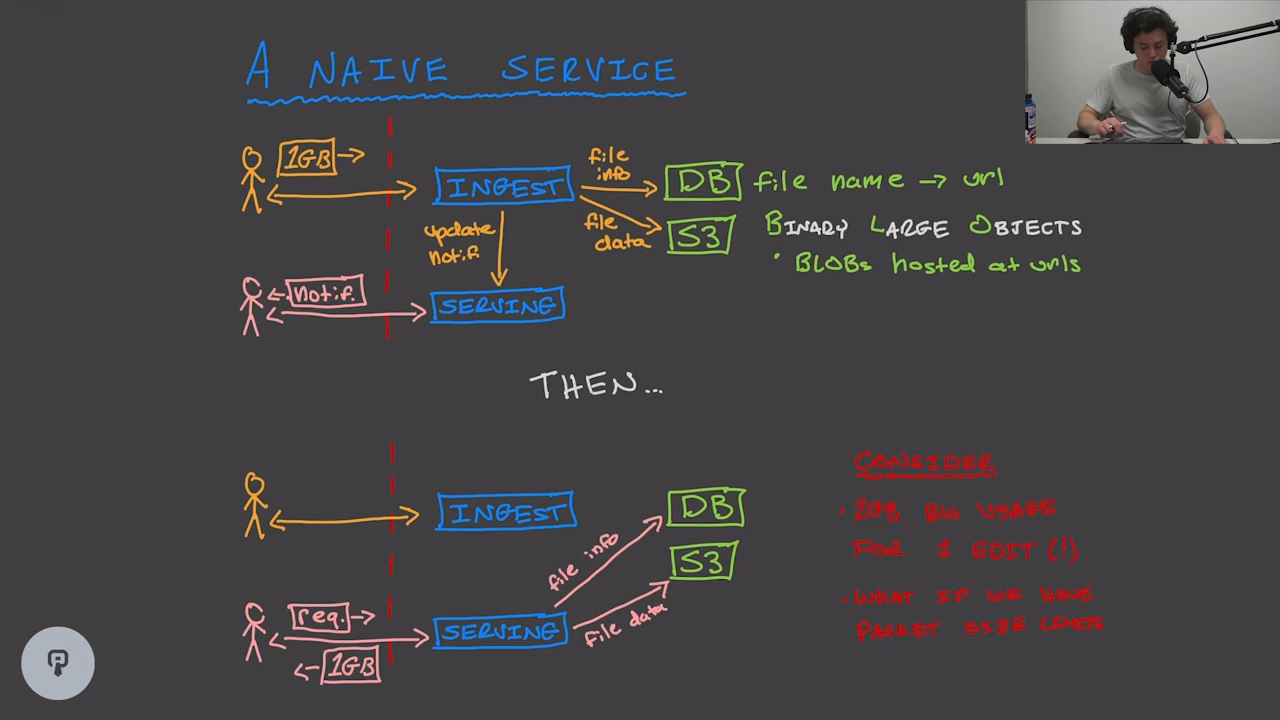 A NAIVE SERVICE
1GB
INGEST
file
info
DB
file name → url
file
data
S3
BINARY LARGE OBJECTS
• BLOBs hosted at urls
update
notif.
notif.
SERVING
THEN...
INGEST
file info
DB
S3
req.
SERVING
file data
1GB
CONSIDER
• 2GB BW USAGE
FOR 1 EDIT (!)
• WHAT IF WE HAVE
PACKET SIZE LIMITS